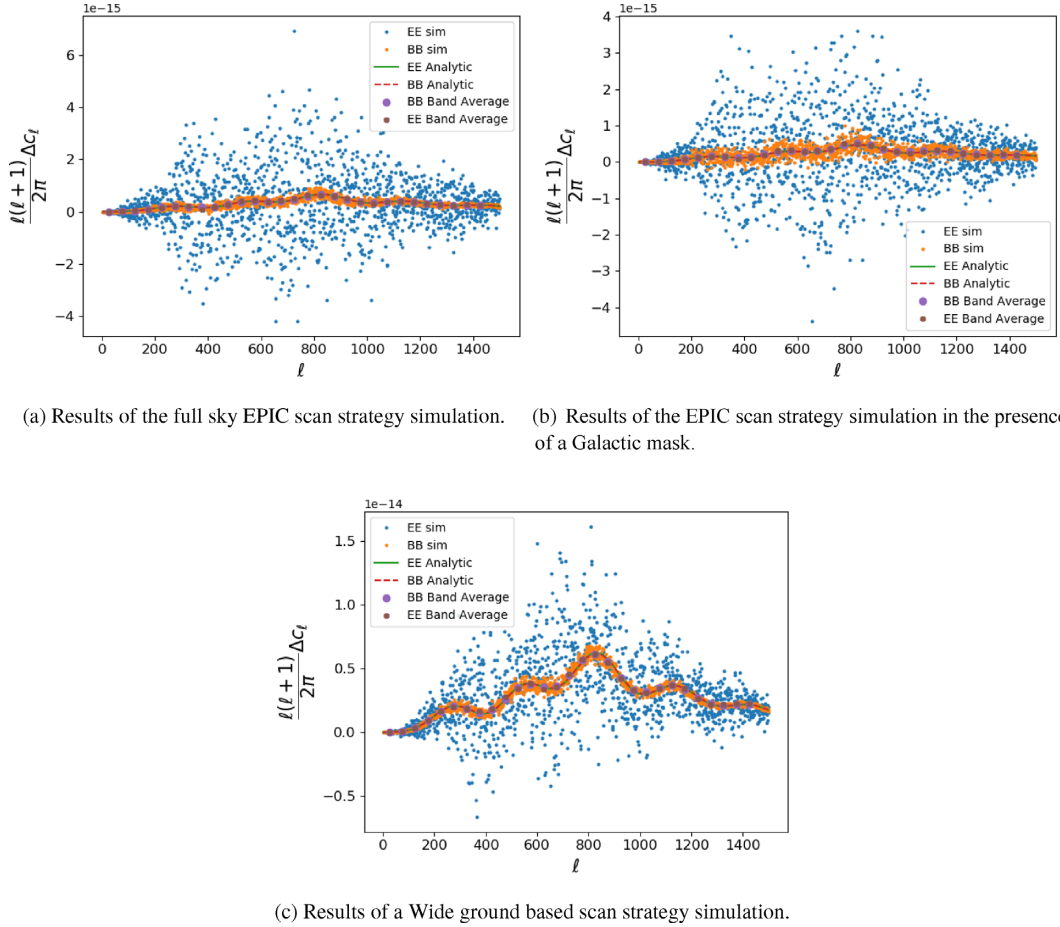 1e−15
6
4
2
0
−2
−4
ℓ(ℓ + 1)/2π Δcℓ
EE sim
BB sim
EE Analytic
BB Analytic
BB Band Average
EE Band Average
0 200 400 600 800 1000 1200 1400
ℓ
(a) Results of the full sky EPIC scan strategy simulation.
1e−15
4
3
2
1
0
−1
−2
−3
−4
ℓ(ℓ + 1)/2π Δcℓ
EE sim
BB sim
EE Analytic
BB Analytic
BB Band Average
EE Band Average
0 200 400 600 800 1000 1200 1400
ℓ
(b) Results of the EPIC scan strategy simulation in the presence
of a Galactic mask.
1e−14
1.5
1.0
0.5
0.0
−0.5
ℓ(ℓ + 1)/2π Δcℓ
EE sim
BB sim
EE Analytic
BB Analytic
BB Band Average
EE Band Average
0 200 400 600 800 1000 1200 1400
ℓ
(c) Results of a Wide ground based scan strategy simulation.